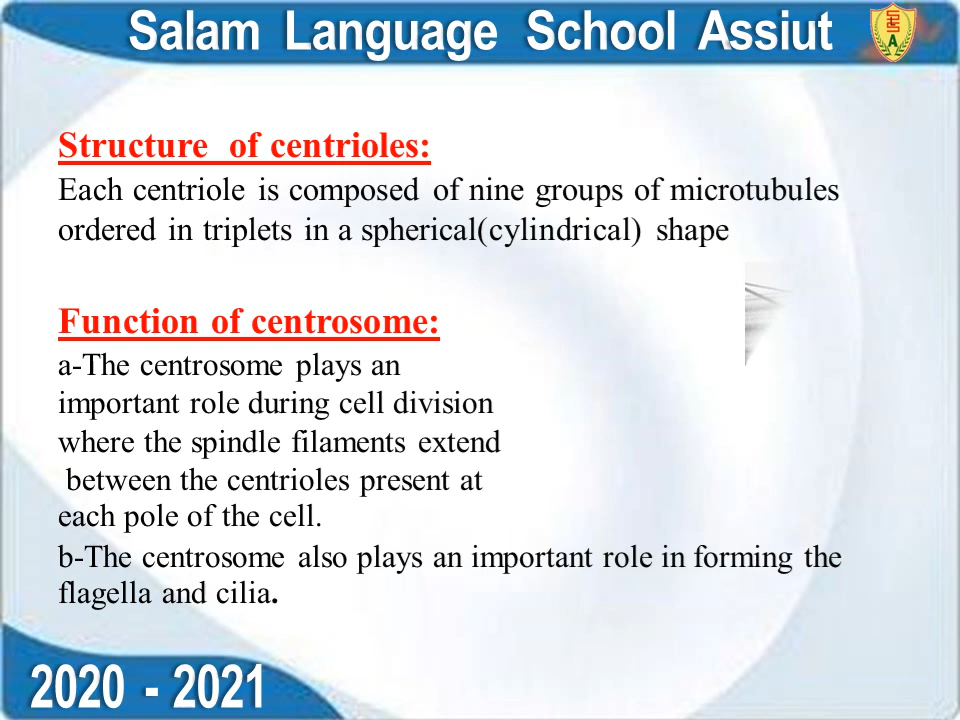 Salam Language School Assiut
Structure of centrioles:
Each centriole is composed of nine groups of microtubules
ordered in triplets in a spherical(cylindrical) shape
Function of centrosome:
a-The centrosome plays an
important role during cell division
where the spindle filaments extend
between the centrioles present at
each pole of the cell.
b-The centrosome also plays an important role in forming the
flagella and cilia.
2020 - 2021